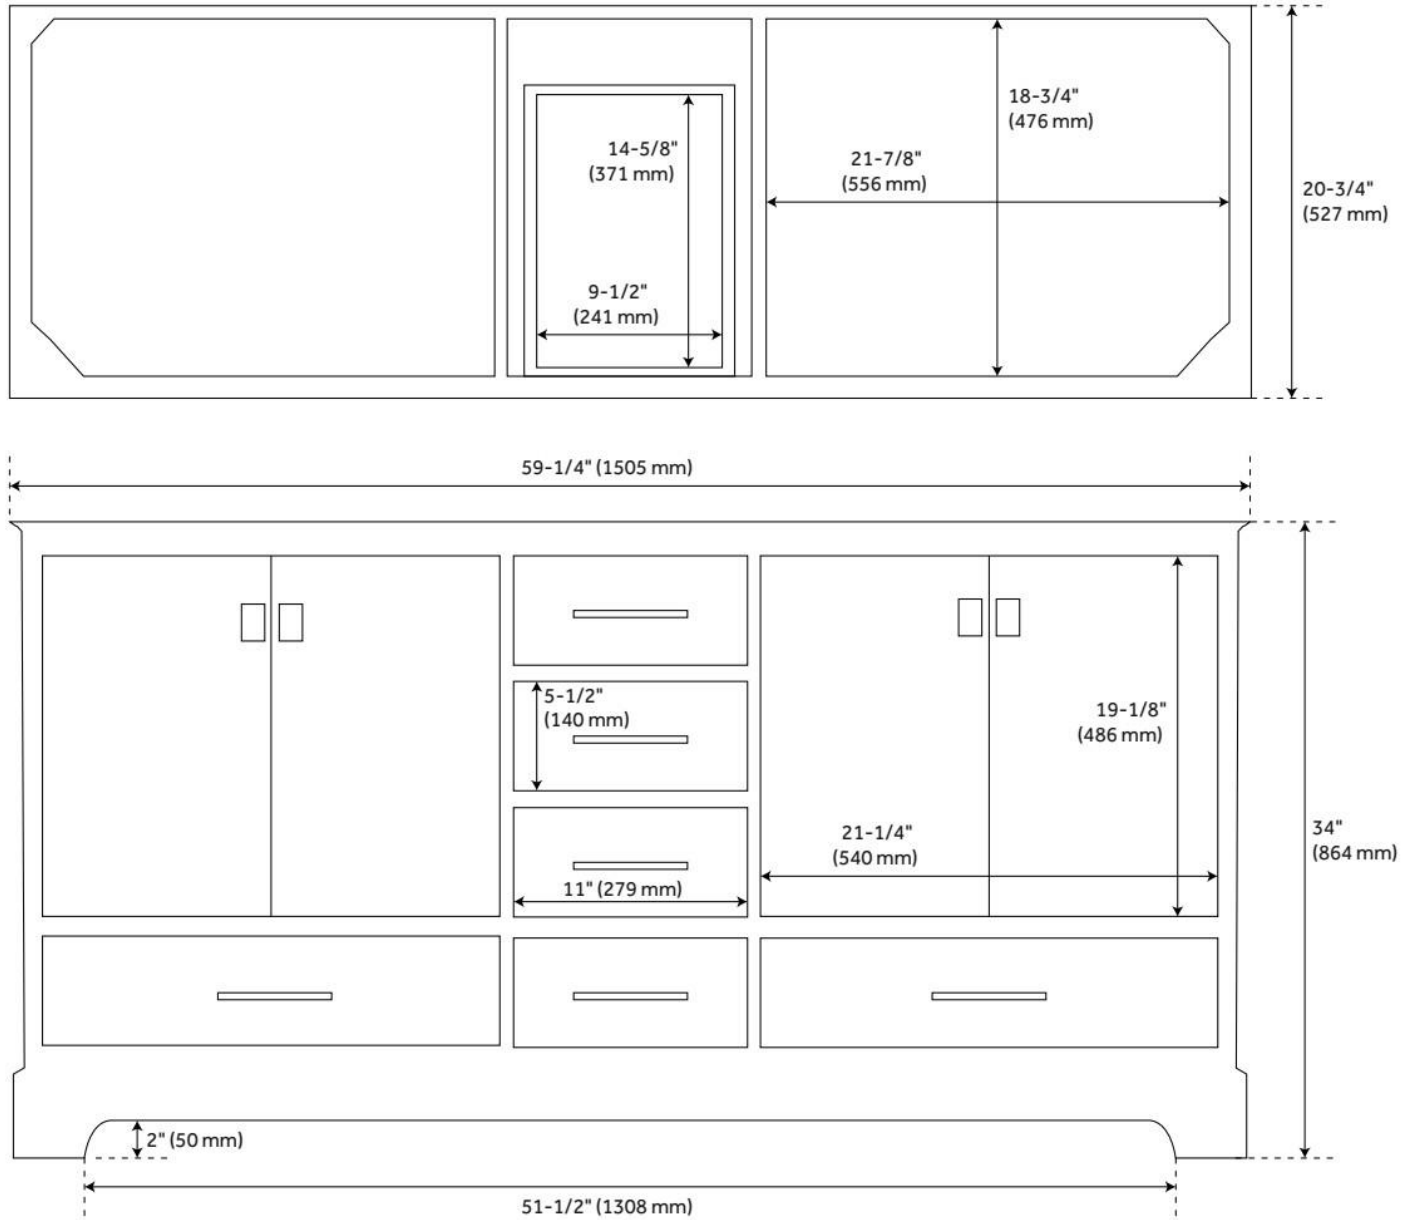 18-3/4"
(476 mm)
14-5/8"
(371 mm)
21-7/8"
(556 mm)
20-3/4"
(527 mm)
9-1/2"
(241 mm)
59-1/4" (1505 mm)
5-1/2"
(140 mm)
19-1/8"
(486 mm)
21-1/4"
(540 mm)
34"
(864 mm)
11" (279 mm)
2" (50 mm)
51-1/2" (1308 mm)